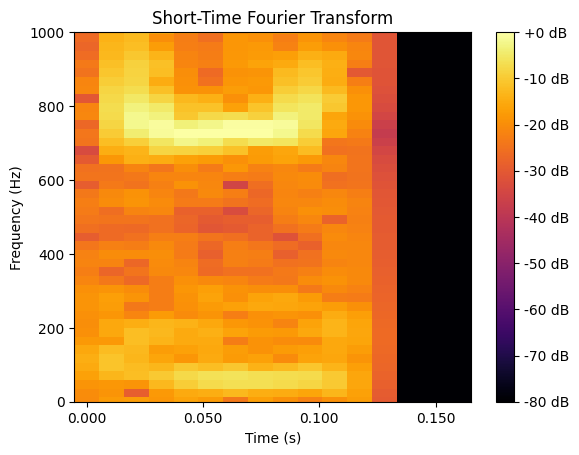 Short-Time Fourier Transform
1000
800
600
400
200
0
Frequency (Hz)
0.000
0.050
0.100
0.150
Time (s)
+0 dB
-10 dB
-20 dB
-30 dB
-40 dB
-50 dB
-60 dB
-70 dB
-80 dB